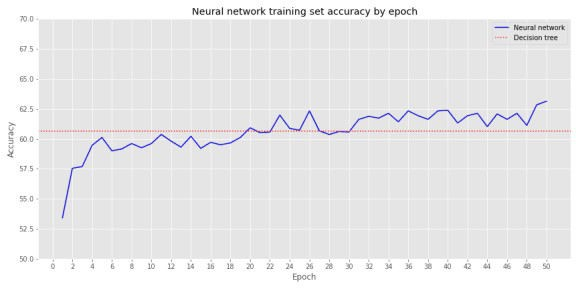 Neural network training set accuracy by epoch
70.0
Neural network
Decision tree
67.5
65.0
62.5
60.0
57.5
55.0
52.5
50.0
Accuracy
0 2 4 6 8 10 12 14 16 18 20 22 24 26 28 30 32 34 36 38 40 42 44 46 48 50
Epoch